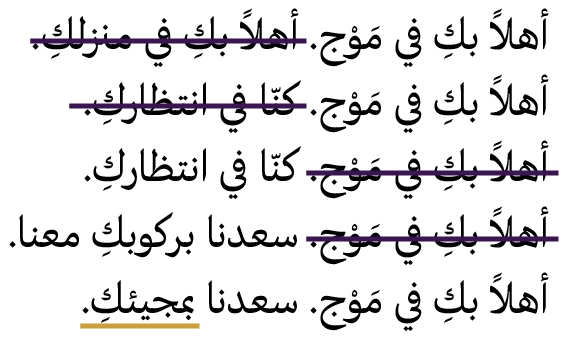 أهلاً بكِ في مَوْج. أهلاً بكِ في منزلكِ.
أهلاً بكِ في مَوْج. كنّا في انتظاركِ.
أهلاً بكِ في مَوْج. كنّا في انتظاركِ.
أهلاً بكِ في مَوْج. سعدنا بركوبكِ معنا.
أهلاً بكِ في مَوْج. سعدنا بمجيئكِ.